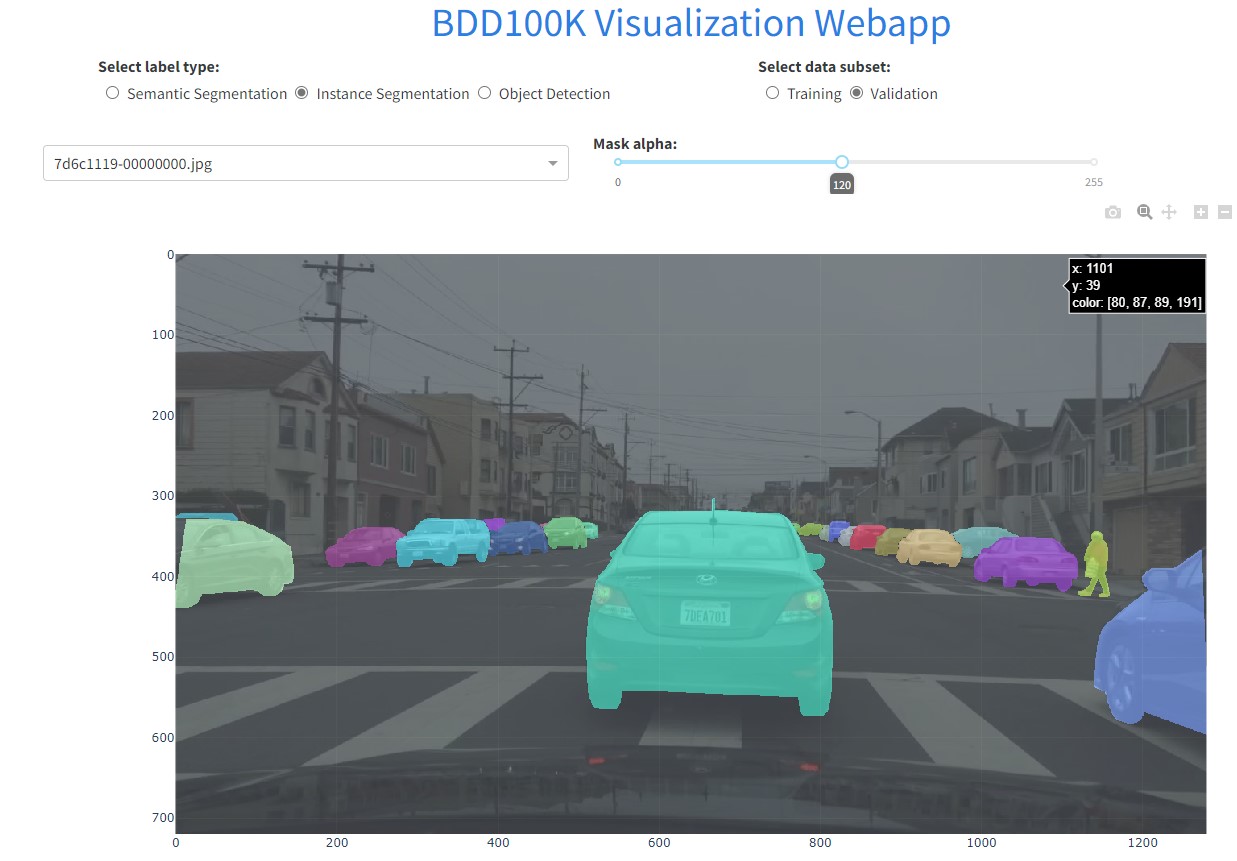 BDD100K Visualization Webapp
Select label type:
Select data subset:
Semantic Segmentation
Instance Segmentation
Object Detection
Training
Validation
Mask alpha:
7d6c1119-00000000.jpg
0
255
120
x: 1101
y: 39
color: [80, 87, 89, 191]
0
100
200
300
400
500
600
700
0
200
400
600
800
1000
1200